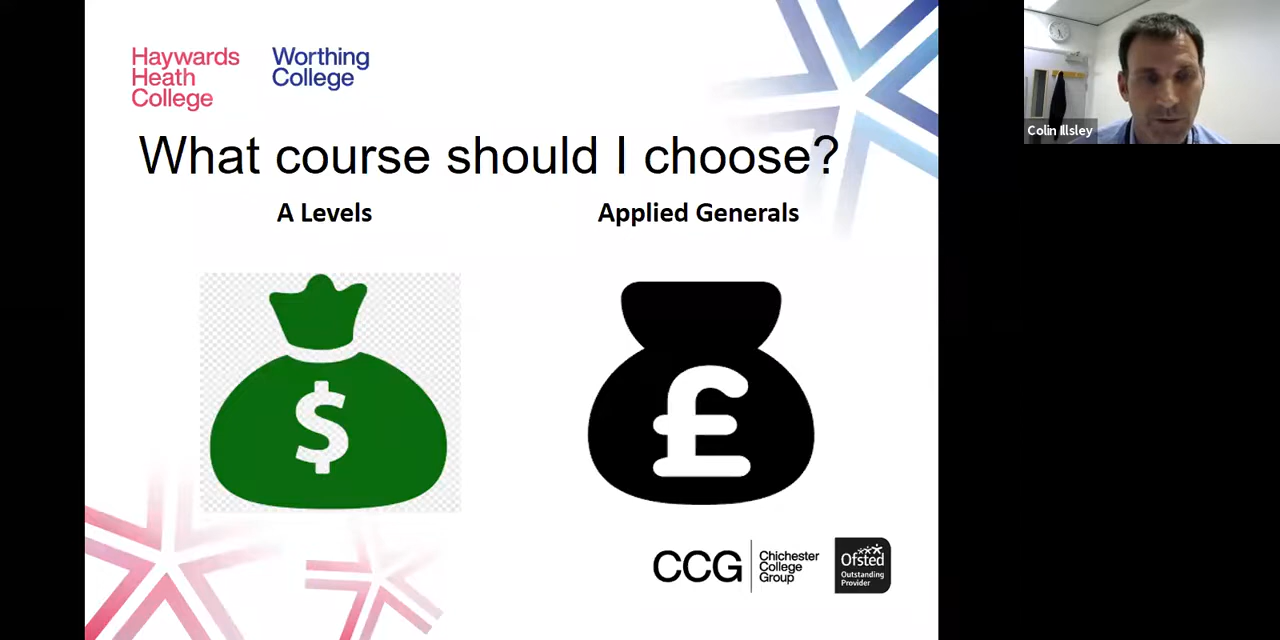 Haywards
Heath
College
Worthing
College
What course should I choose?
A Levels
Applied Generals
$
£
CCG
Chichester
College
Group
Ofsted
Outstanding
Provider
Colin Illsley